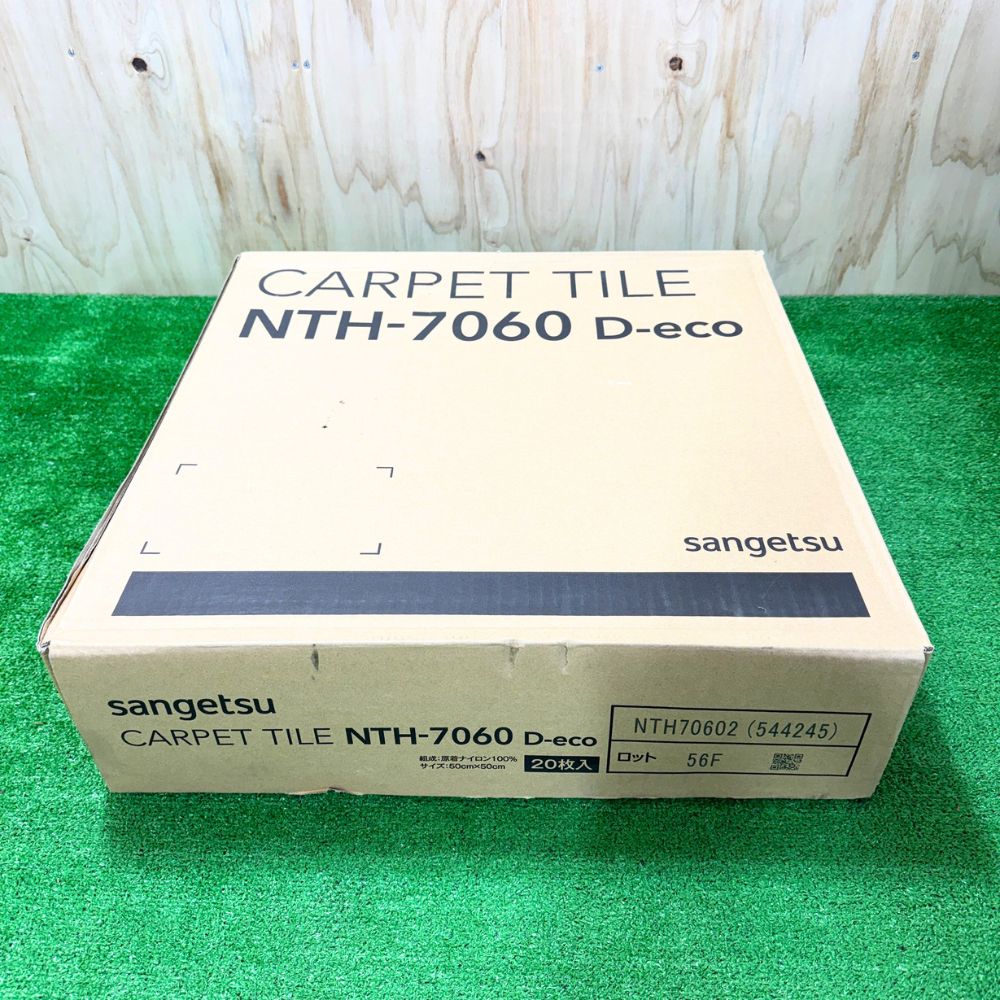 CARPET TILE
NTH-7060 D-eco
sangetsu
sangetsu
CARPET TILE NTH-7060 D-eco
組成:原着ナイロン100%
サイズ:50cm×50cm
20枚入
NTH70602 (544245)
ロット 56F